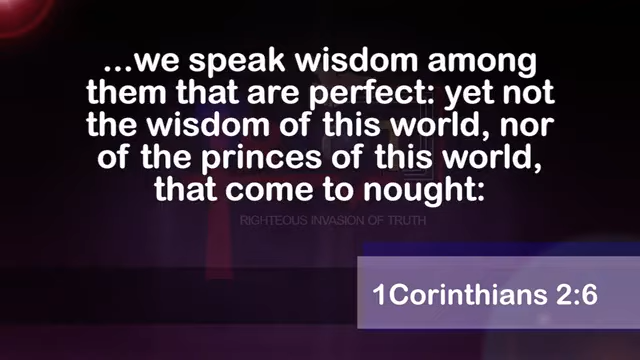 ...we speak wisdom among
them that are perfect: yet not
the wisdom of this world, nor
of the princes of this world,
that come to nought:
RIGHTEOUS INVASION OF TRUTH
1Corinthians 2:6